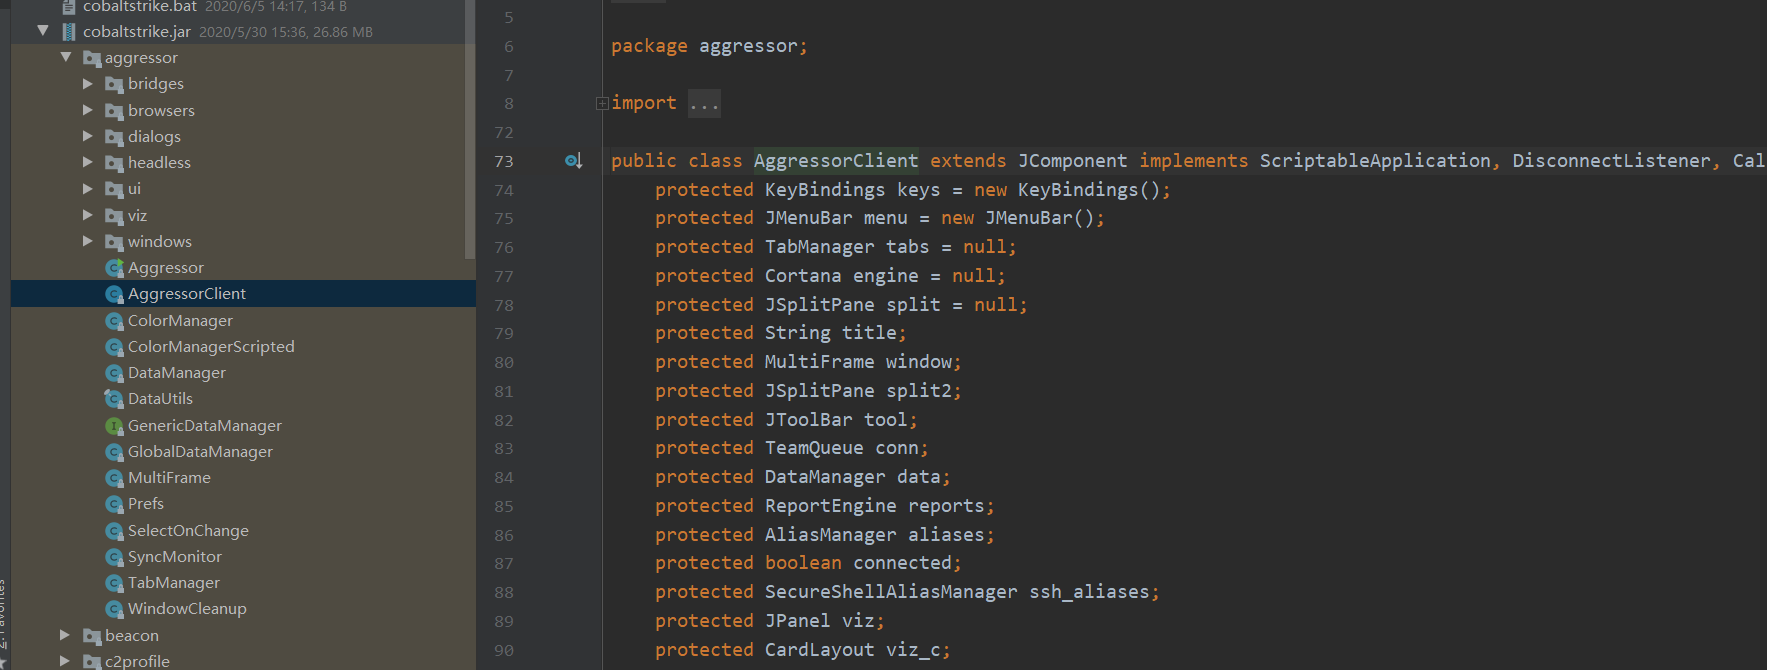 cobaltstrike.bat 2020/6/5 14:17, 134 B
cobaltstrike.jar 2020/5/30 15:36, 26.86 MB
aggressor
bridges
browsers
dialogs
headless
ui
viz
windows
Aggressor
AggressorClient
ColorManager
ColorManagerScripted
DataManager
DataUtils
GenericDataManager
GlobalDataManager
MultiFrame
Prefs
SelectOnChange
SyncMonitor
TabManager
WindowCleanup
beacon
c2profile
5
6 package aggressor;
7
8 import ...
72
73 public class AggressorClient extends JComponent implements ScriptableApplication, DisconnectListener, Cal
74 protected KeyBindings keys = new KeyBindings();
75 protected JMenuBar menu = new JMenuBar();
76 protected TabManager tabs = null;
77 protected Cortana engine = null;
78 protected JSplitPane split = null;
79 protected String title;
80 protected MultiFrame window;
81 protected JSplitPane split2;
82 protected JToolBar tool;
83 protected TeamQueue conn;
84 protected DataManager data;
85 protected ReportEngine reports;
86 protected AliasManager aliases;
87 protected boolean connected;
88 protected SecureShellAliasManager ssh_aliases;
89 protected JPanel viz;
90 protected CardLayout viz_c;